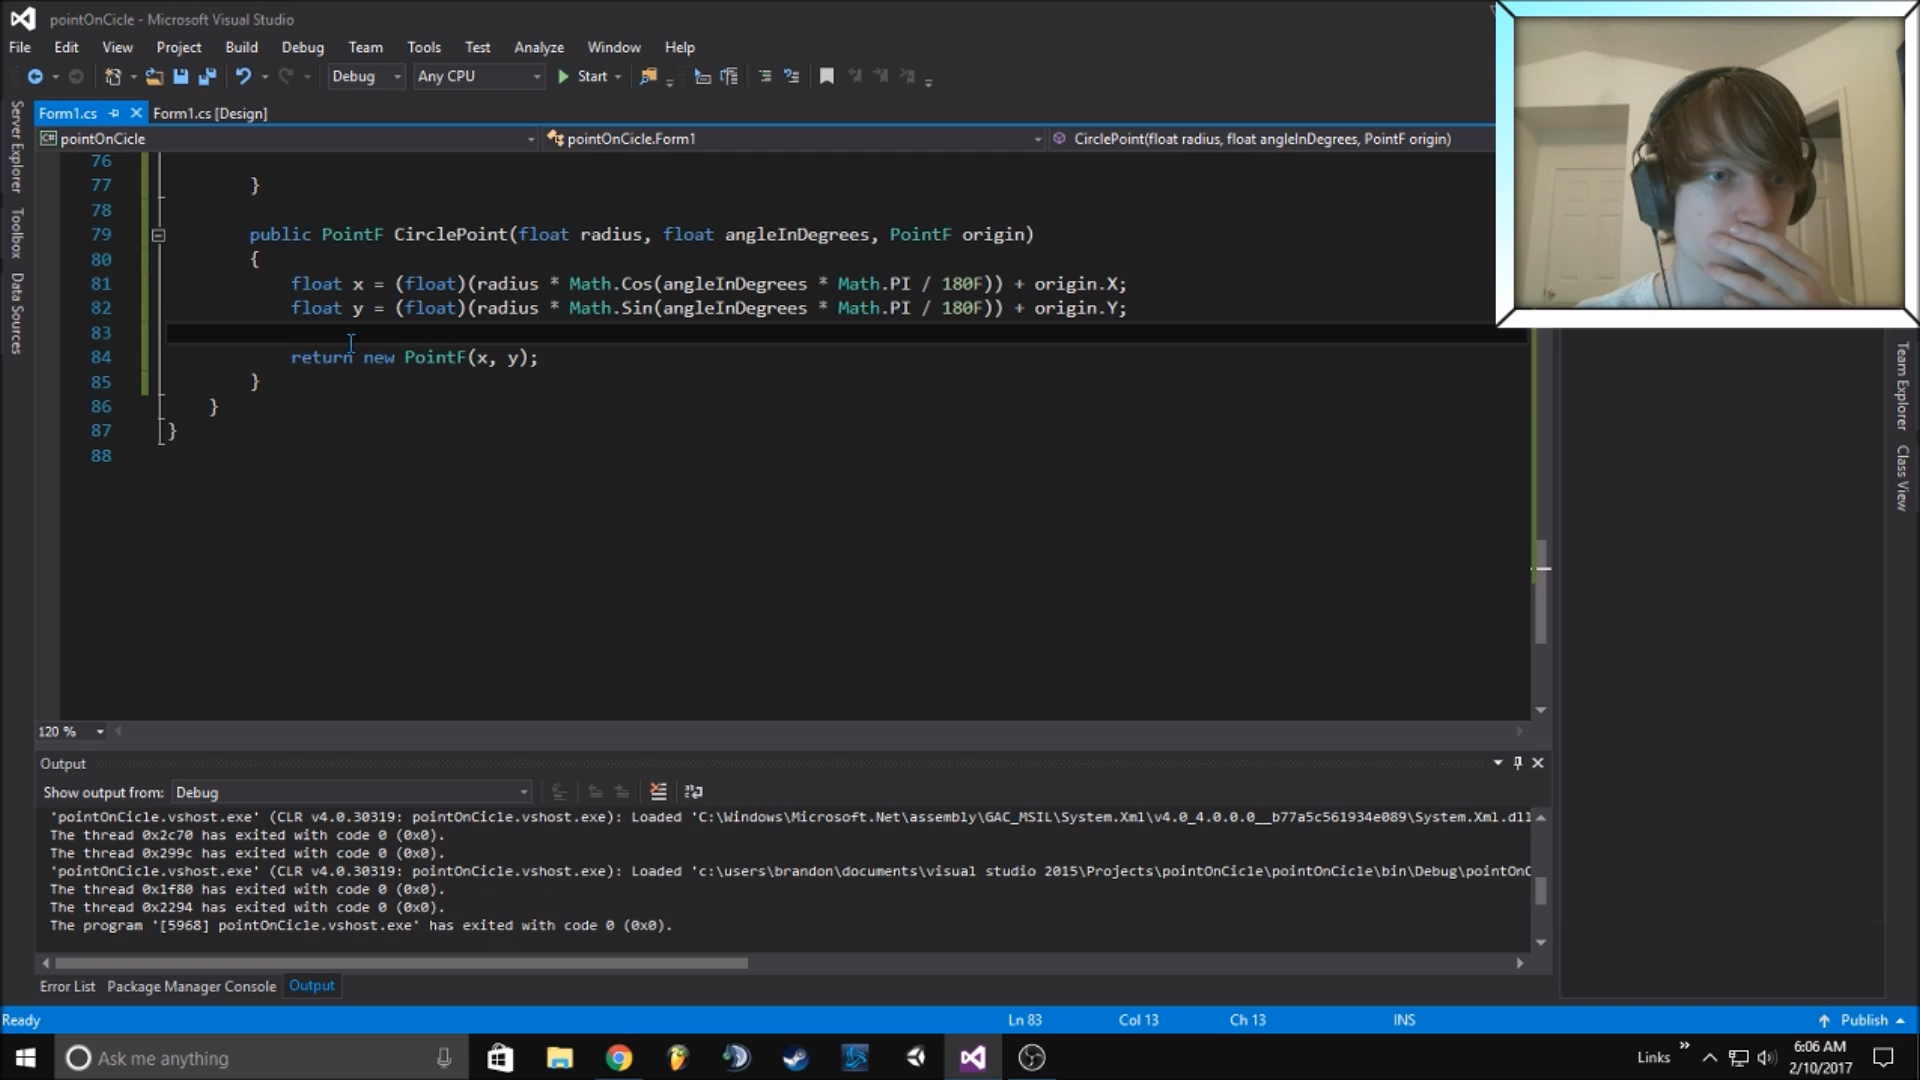 pointOnCicle - Microsoft Visual Studio
File Edit View Project Build Debug Team Tools Test Analyze Window Help
Debug Any CPU Start
Server Explorer
Toolbox
Data Sources
Form1.cs Form1.cs [Design]
C# pointOnCicle pointOnCicle.Form1 CirclePoint(float radius, float angleInDegrees, PointF origin)
76
77 }
78
79 public PointF CirclePoint(float radius, float angleInDegrees, PointF origin)
80 {
81 float x = (float)(radius * Math.Cos(angleInDegrees * Math.PI / 180F)) + origin.X;
82 float y = (float)(radius * Math.Sin(angleInDegrees * Math.PI / 180F)) + origin.Y;
83
84 return new PointF(x, y);
85 }
86 }
87 }
88
Team Explorer
Class View
120 %
Output
Show output from: Debug
'pointOnCicle.vshost.exe' (CLR v4.0.30319: pointOnCicle.vshost.exe): Loaded 'C:\Windows\Microsoft.Net\assembly\GAC_MSIL\System.Xml\v4.0_4.0.0.0__b77a5c561934e089\System.Xml.dll
The thread 0x2c70 has exited with code 0 (0x0).
The thread 0x299c has exited with code 0 (0x0).
'pointOnCicle.vshost.exe' (CLR v4.0.30319: pointOnCicle.vshost.exe): Loaded 'c:\users\brandon\documents\visual studio 2015\Projects\pointOnCicle\pointOnCicle\bin\Debug\pointOnC
The thread 0x1f80 has exited with code 0 (0x0).
The thread 0x2294 has exited with code 0 (0x0).
The program '[5968] pointOnCicle.vshost.exe' has exited with code 0 (0x0).
Error List Package Manager Console Output
Ready Ln 83 Col 13 Ch 13 INS Publish
Ask me anything Links 6:06 AM
2/10/2017